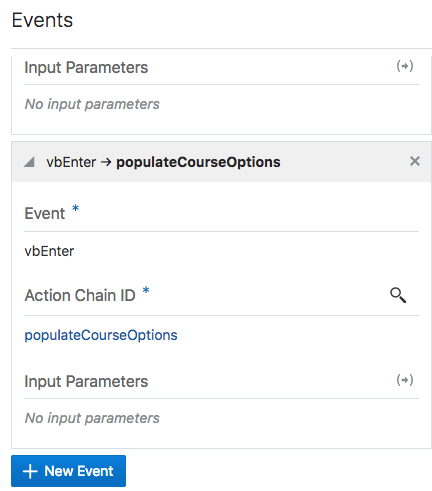 Events
Input Parameters
No input parameters
vbEnter → populateCourseOptions
Event *
vbEnter
Action Chain ID *
populateCourseOptions
Input Parameters
No input parameters
+ New Event